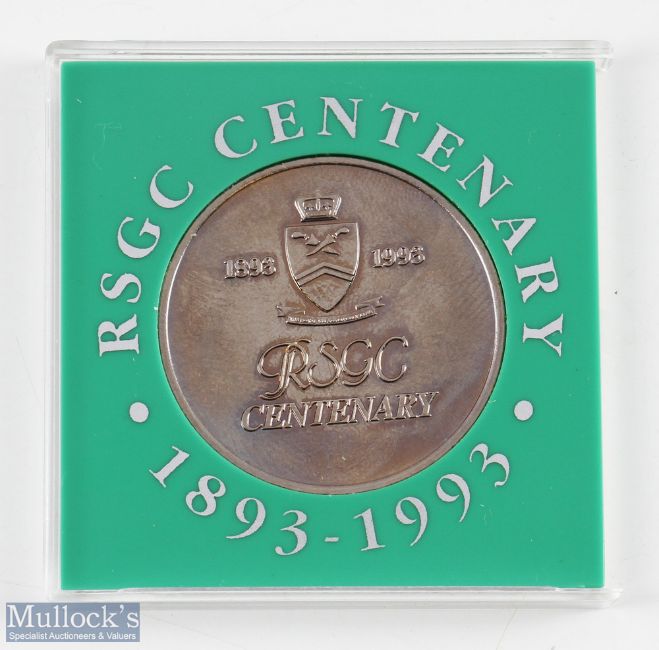 RSGC CENTENARY
1893 1993
RSGC
CENTENARY
• 1893-1993 •
Mullock's
Specialist Auctioneers & Valuers